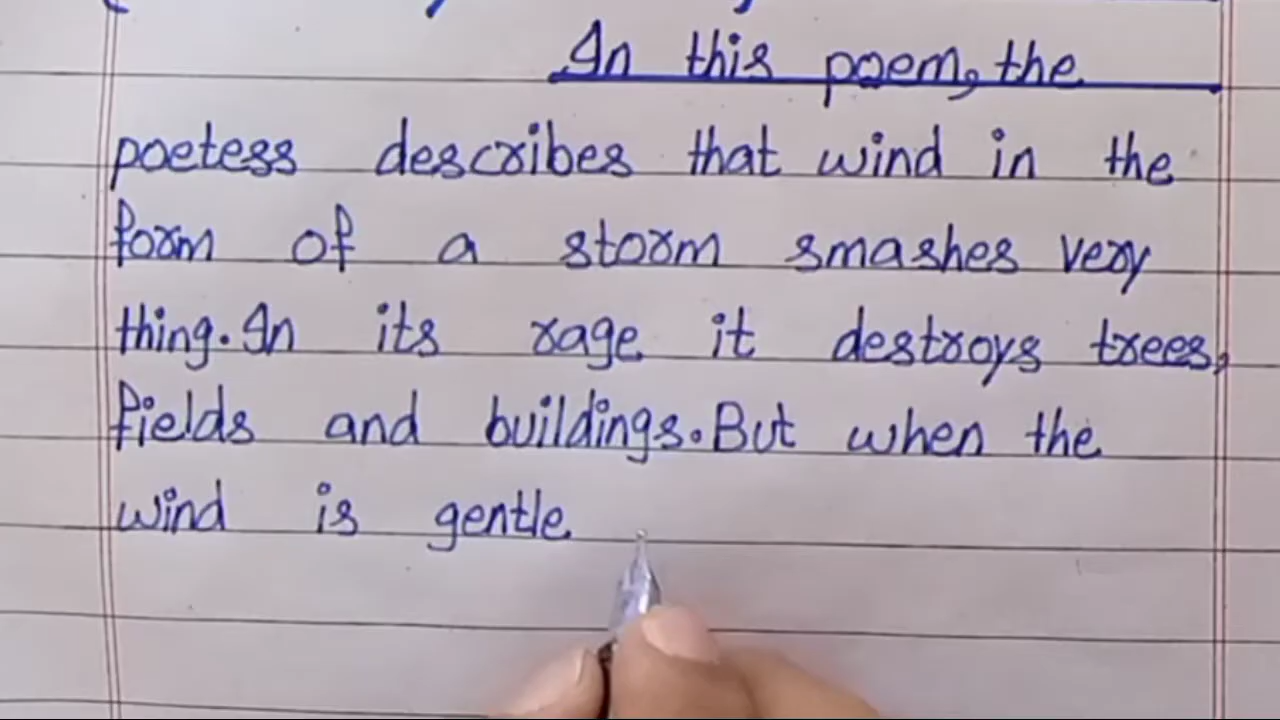 In this poem, the
poetess describes that wind in the
form of a storm smashes very
thing. In its rage it destroys trees,
fields and buildings. But when the
wind is gentle